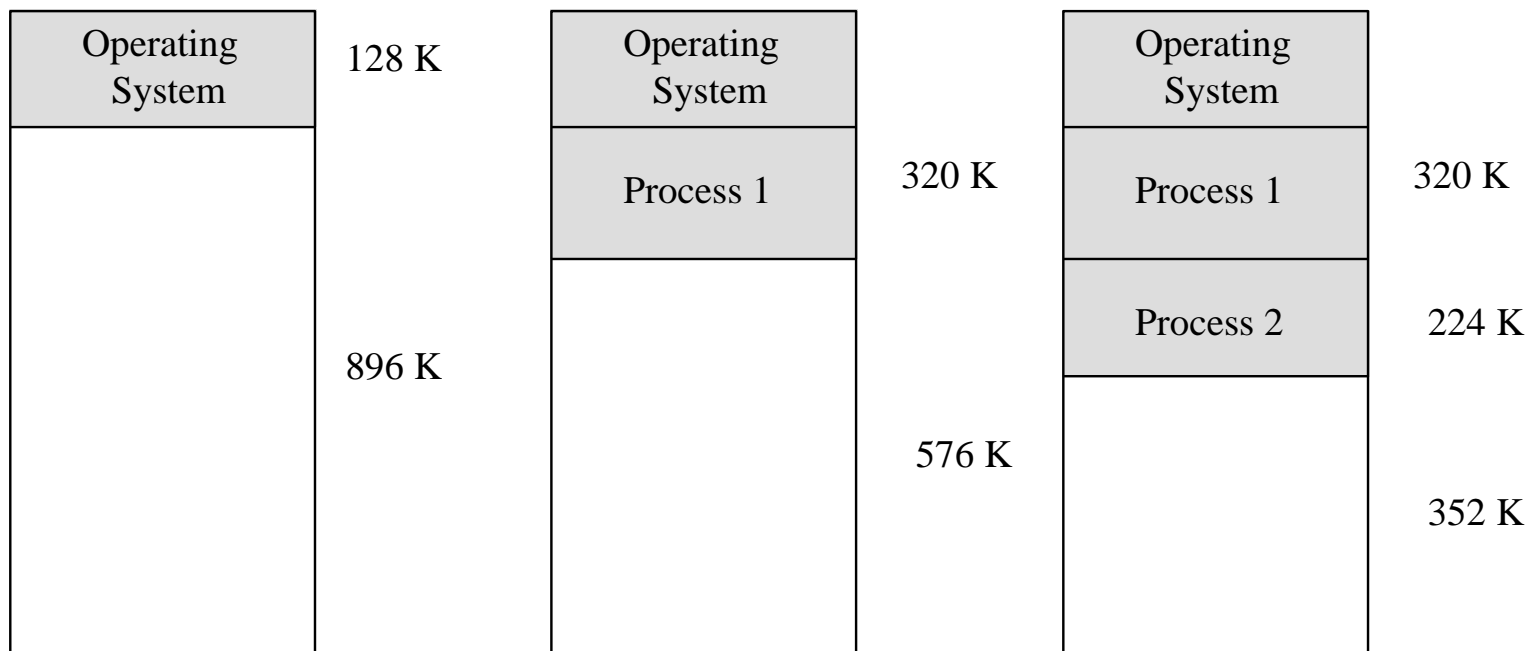 Operating
System
128 K
896 K
Operating
System
Process 1
320 K
576 K
Operating
System
Process 1
320 K
Process 2
224 K
352 K